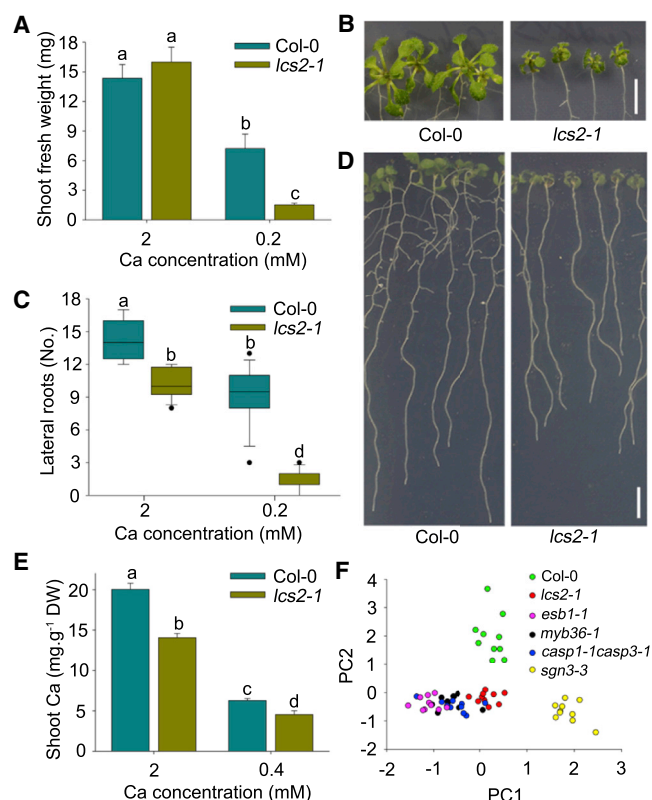 A
Shoot fresh weight (mg)
18
15
12
9
6
3
0
a
a
b
c
Col-0
lcs2-1
2
0.2
Ca concentration (mM)
B
Col-0
lcs2-1
C
Lateral roots (No.)
18
15
12
9
6
3
0
a
b
b
d
Col-0
lcs2-1
2
0.2
Ca concentration (mM)
D
Col-0
lcs2-1
E
Shoot Ca (mg.g⁻¹ DW)
20
15
10
5
0
a
b
c
d
Col-0
lcs2-1
2
0.4
Ca concentration (mM)
F
PC2
4
3
2
1
0
-1
-2
Col-0
lcs2-1
esb1-1
myb36-1
casp1-1casp3-1
sgn3-3
-2
-1
0
1
2
3
PC1